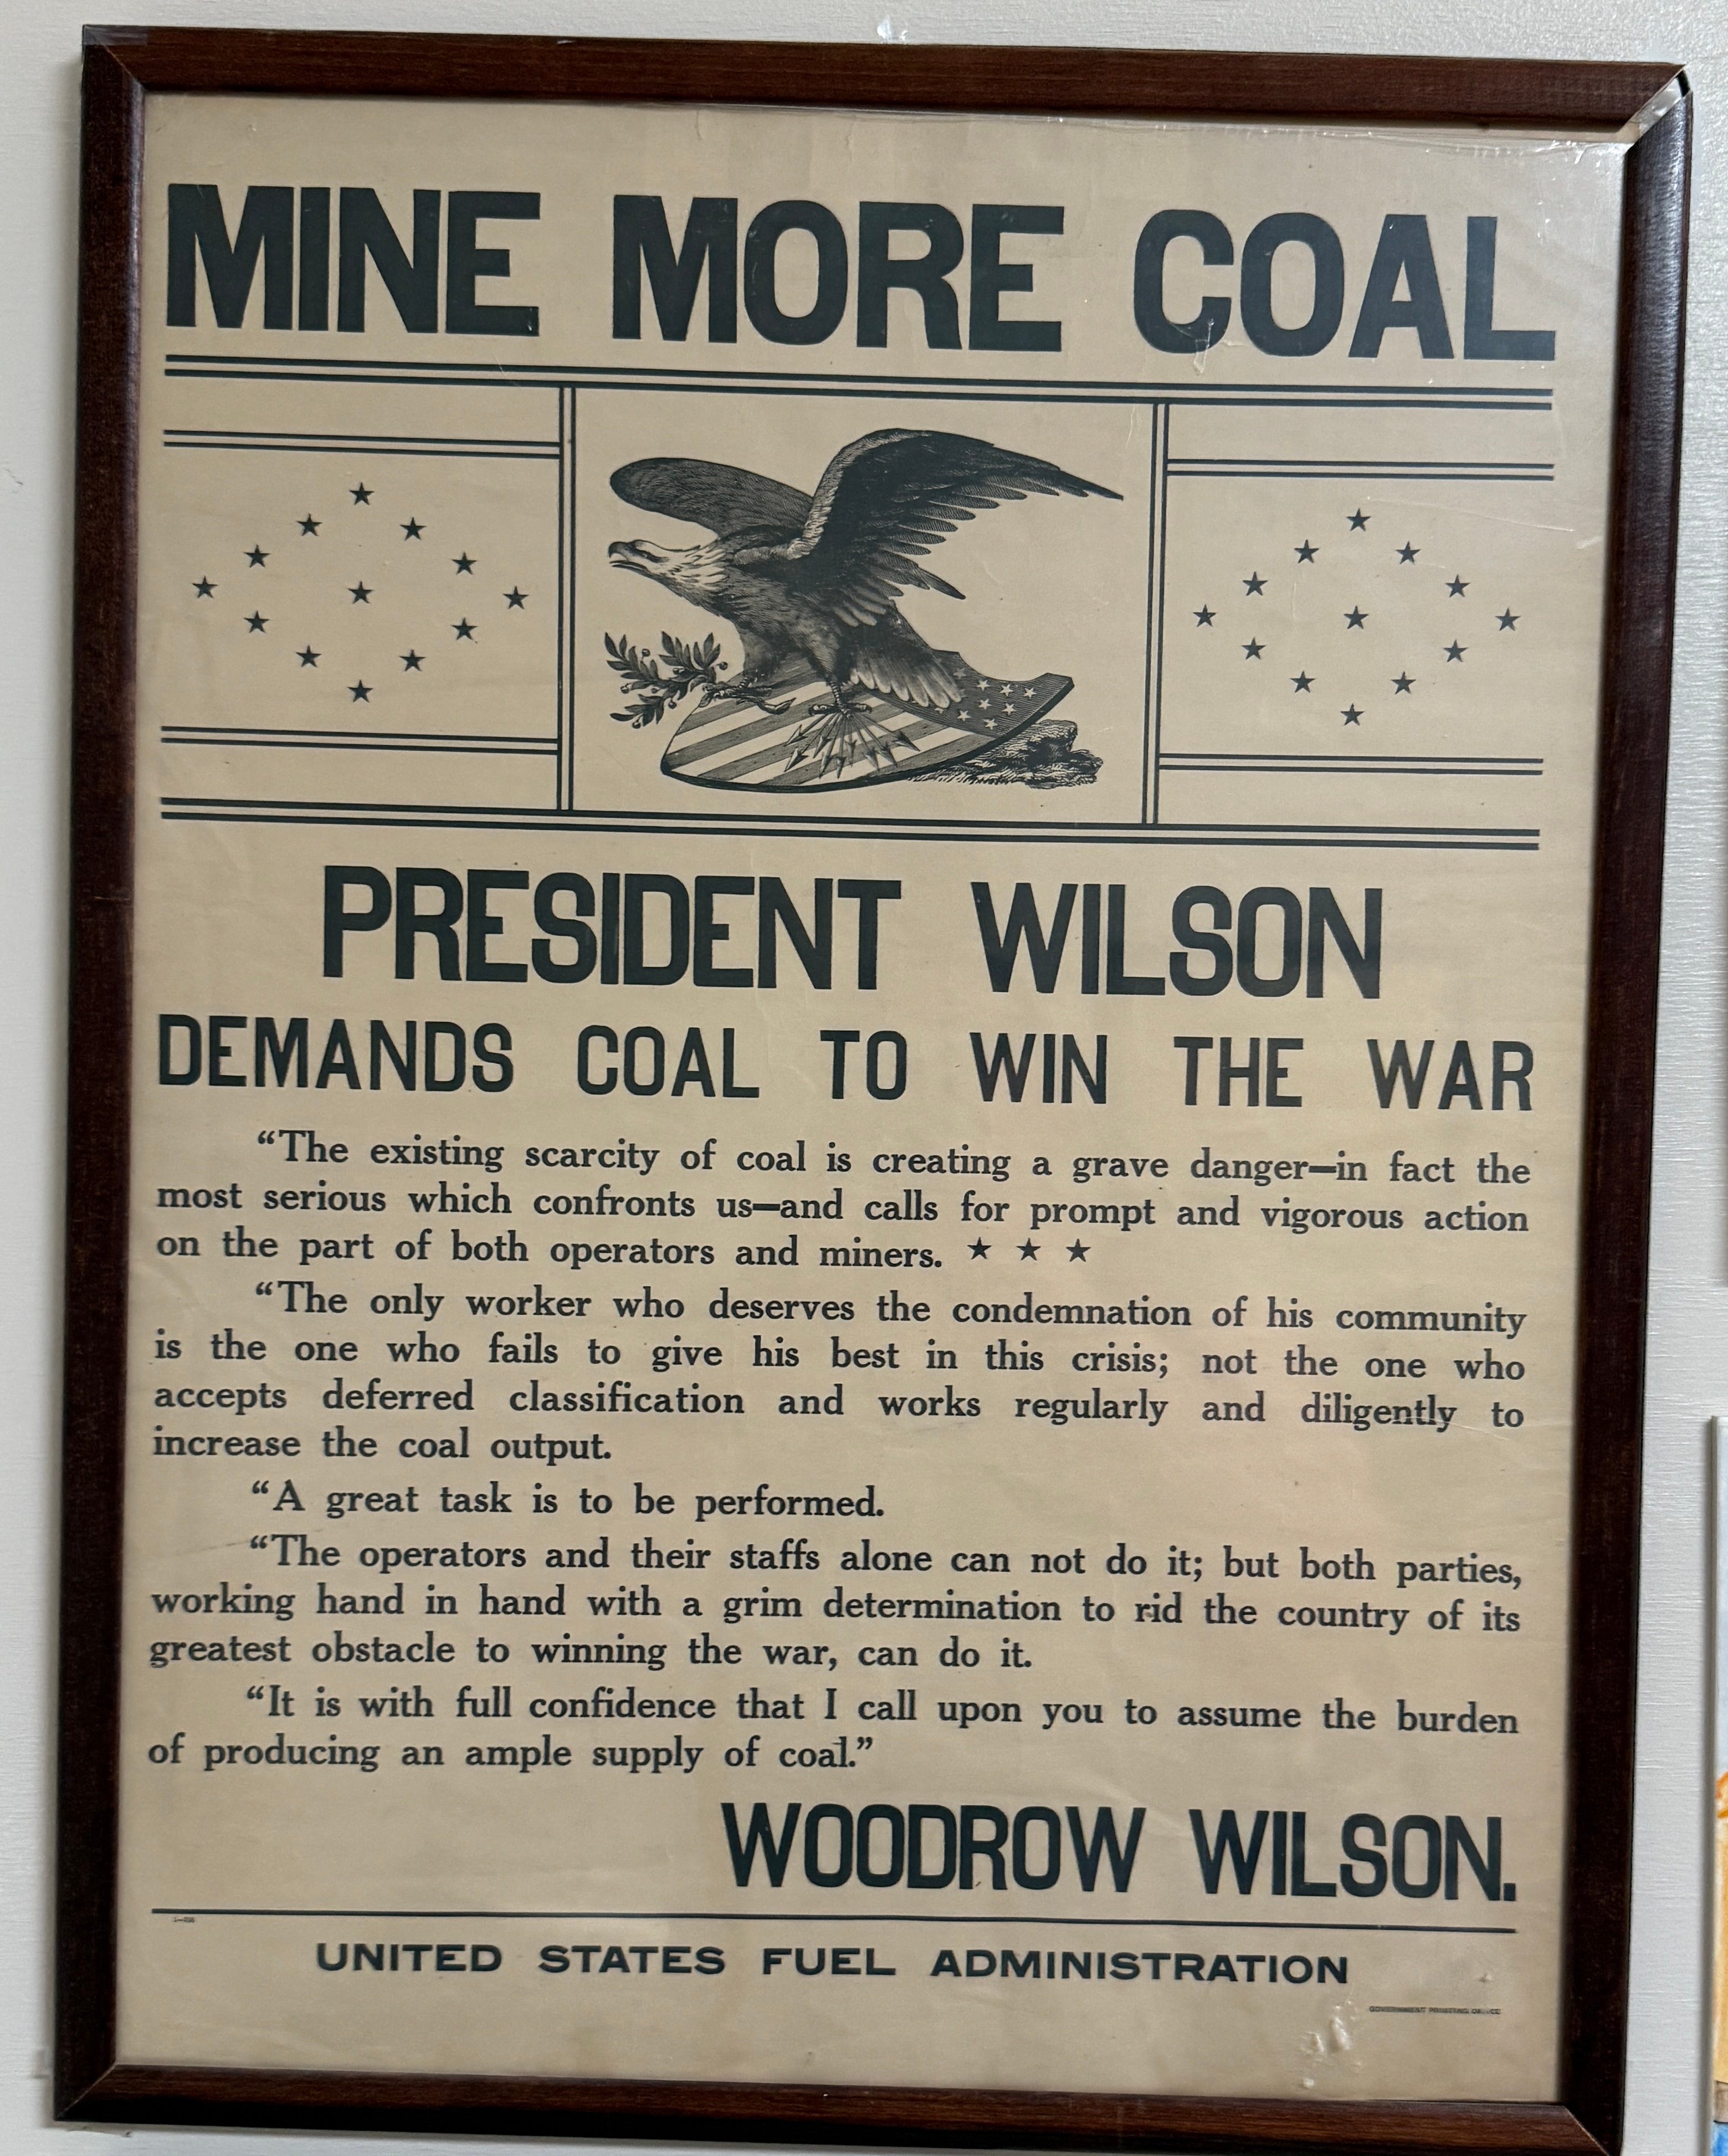 MINE MORE COAL
PRESIDENT WILSON
DEMANDS COAL TO WIN THE WAR
“The existing scarcity of coal is creating a grave danger—in fact the
most serious which confronts us—and calls for prompt and vigorous action
on the part of both operators and miners. ★ ★ ★
“The only worker who deserves the condemnation of his community
is the one who fails to give his best in this crisis; not the one who
accepts deferred classification and works regularly and diligently to
increase the coal output.
“A great task is to be performed.
“The operators and their staffs alone can not do it; but both parties,
working hand in hand with a grim determination to rid the country of its
greatest obstacle to winning the war, can do it.
“It is with full confidence that I call upon you to assume the burden
of producing an ample supply of coal.”
WOODROW WILSON.
UNITED STATES FUEL ADMINISTRATION
GOVERNMENT PRINTING OFFICE